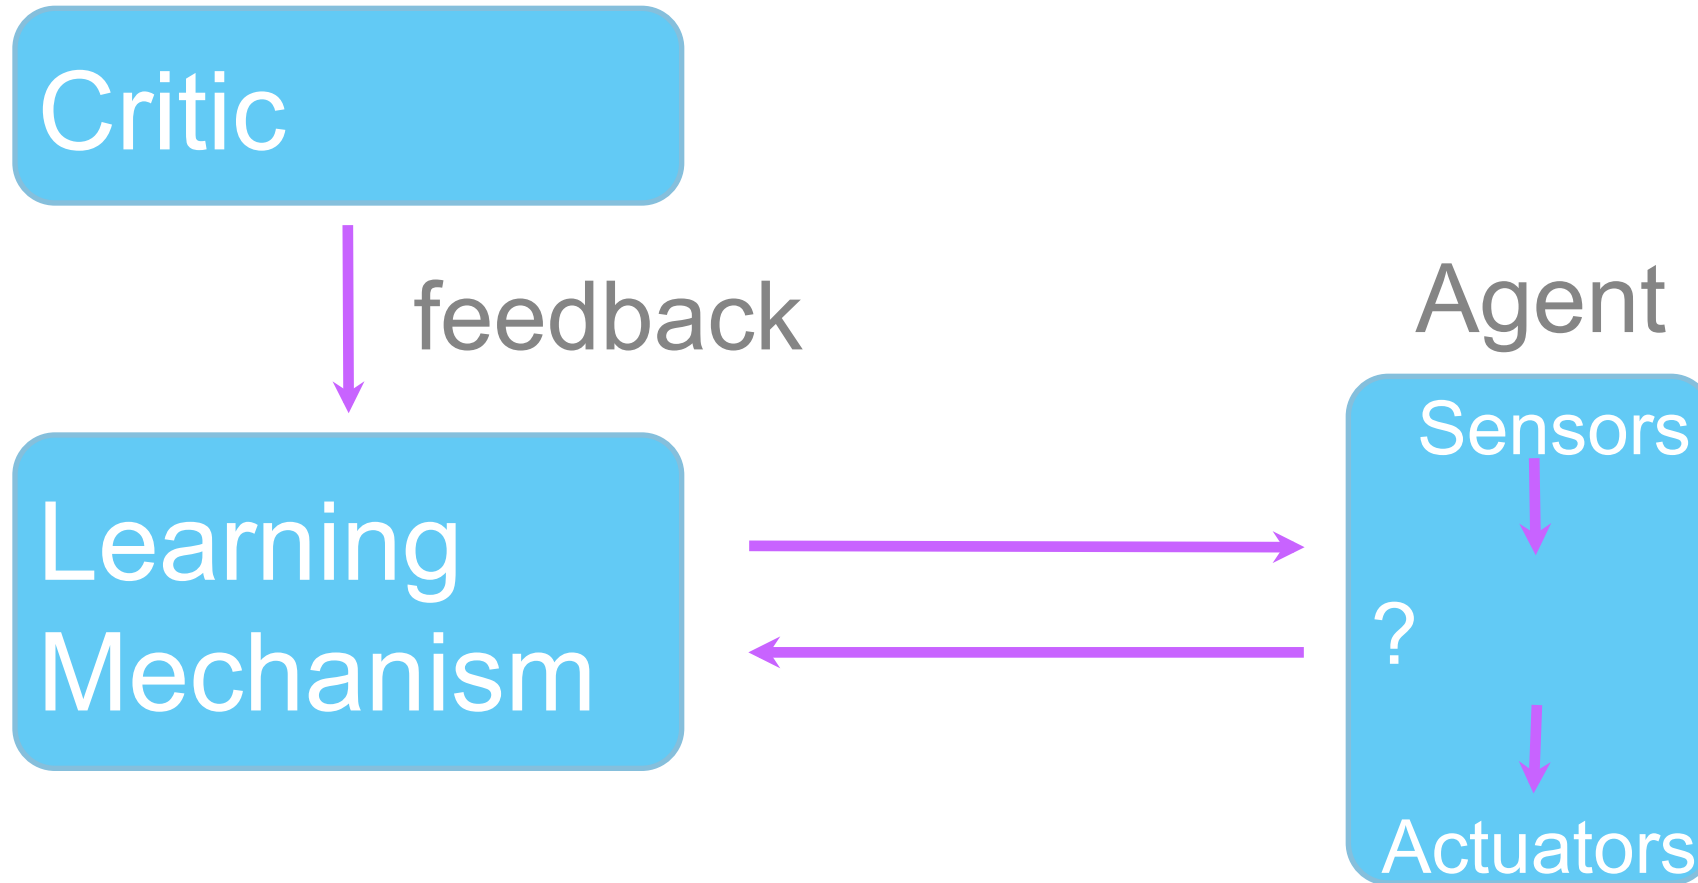 Critic
feedback
Learning
Mechanism
Agent
Sensors
?
Actuators